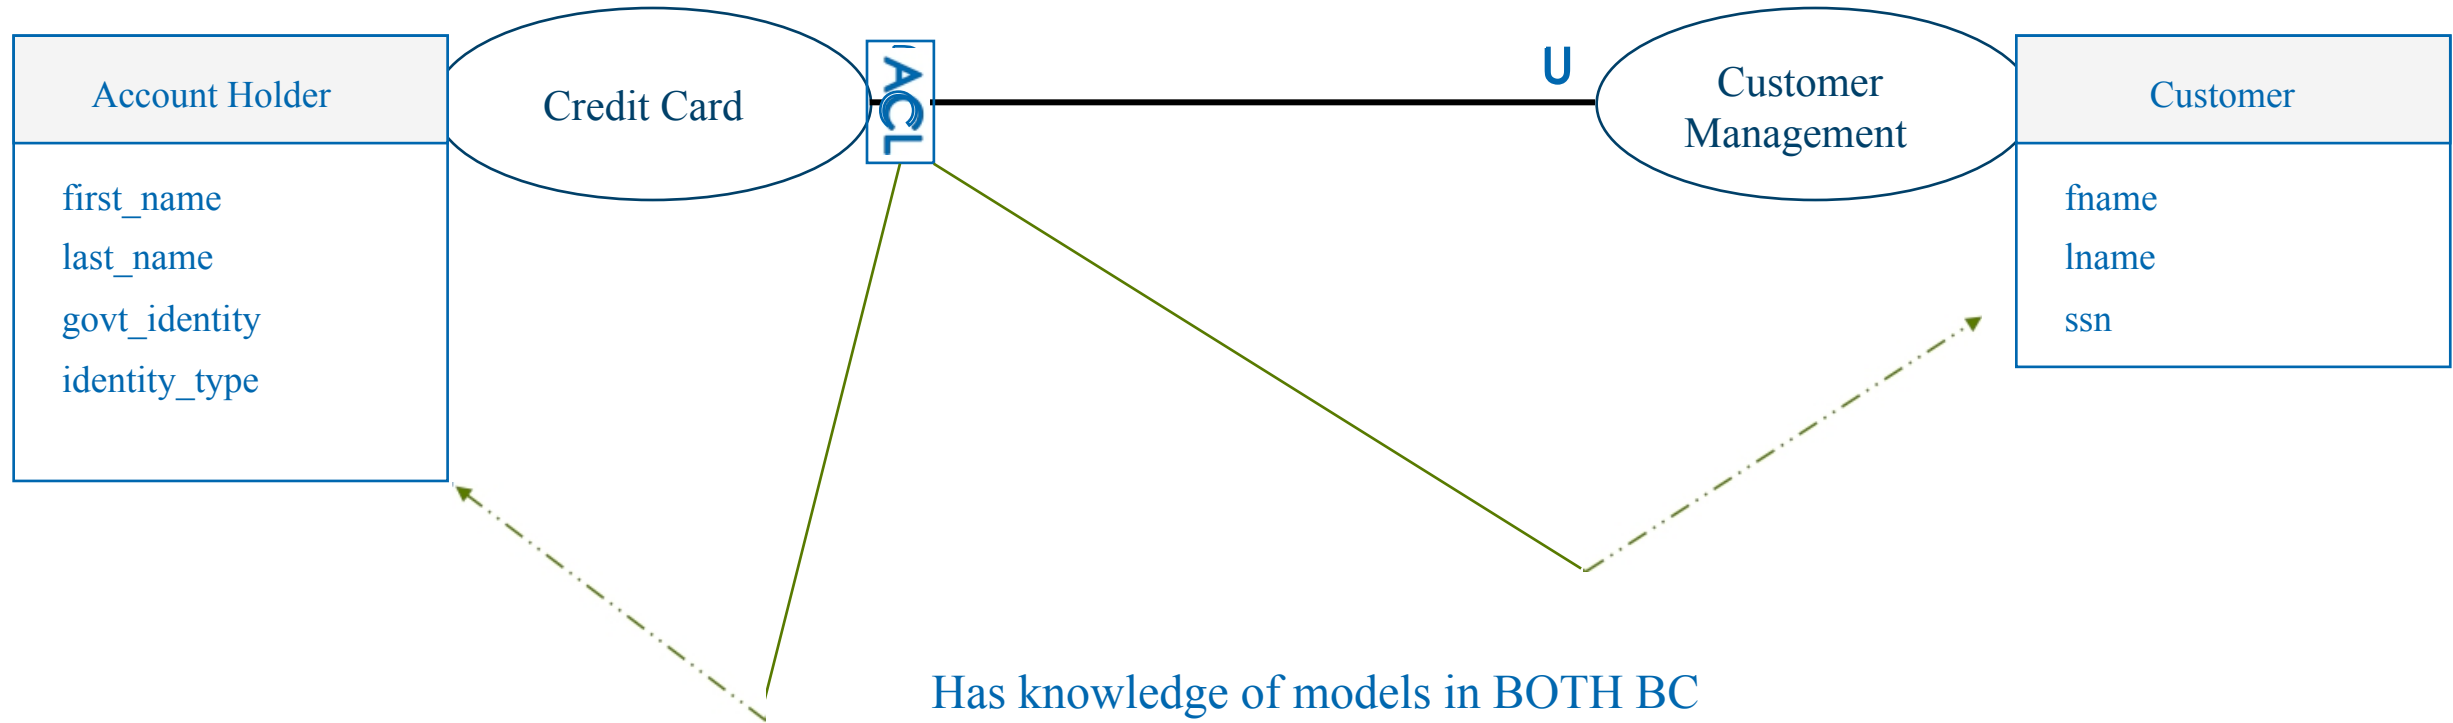 Account Holder
first_name
last_name
govt_identity
identity_type
Credit Card
ACL
U
Customer
Management
Customer
fname
lname
ssn
Has knowledge of models in BOTH BC